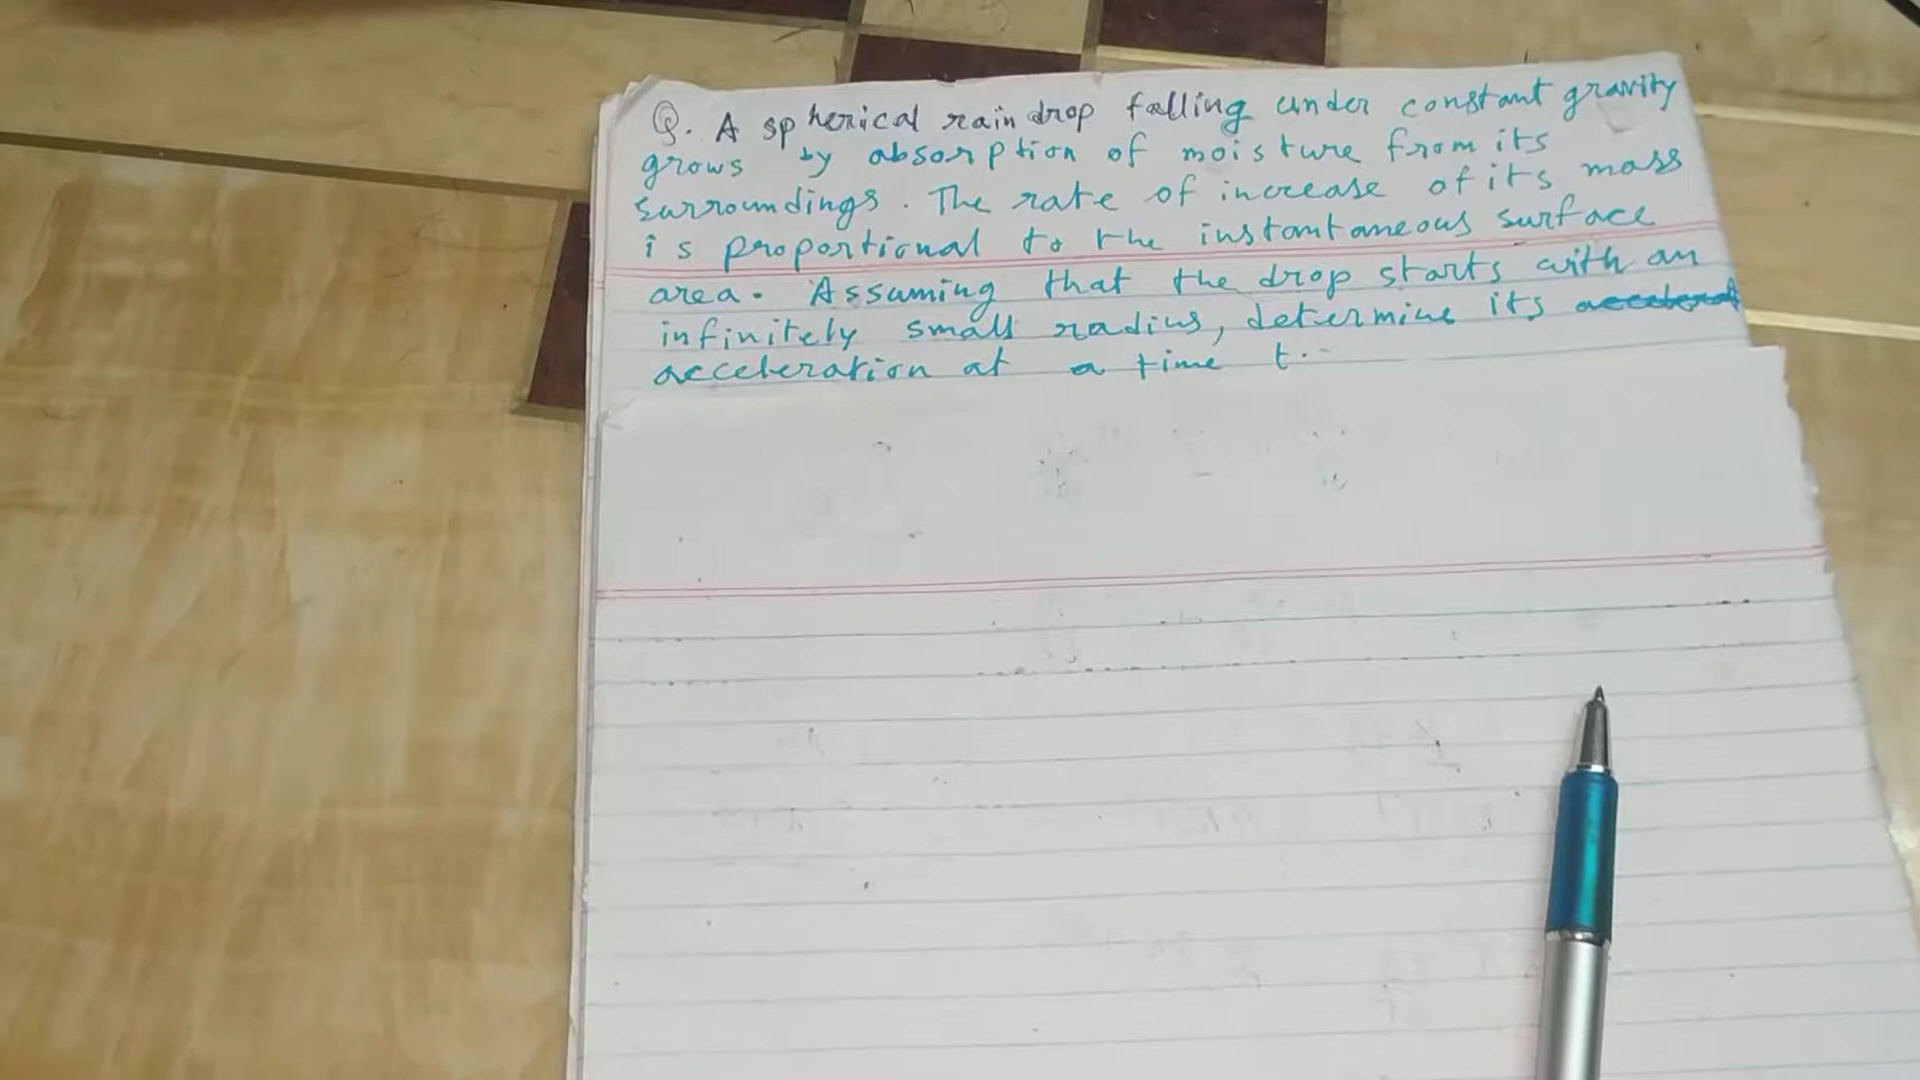 Q. A spherical rain drop falling under constant gravity
grows by absorption of moisture from its
surroundings. The rate of increase of its mass
is proportional to the instantaneous surface
area. Assuming that the drop starts with an
infinitely small radius, determine its
acceleration at a time t.